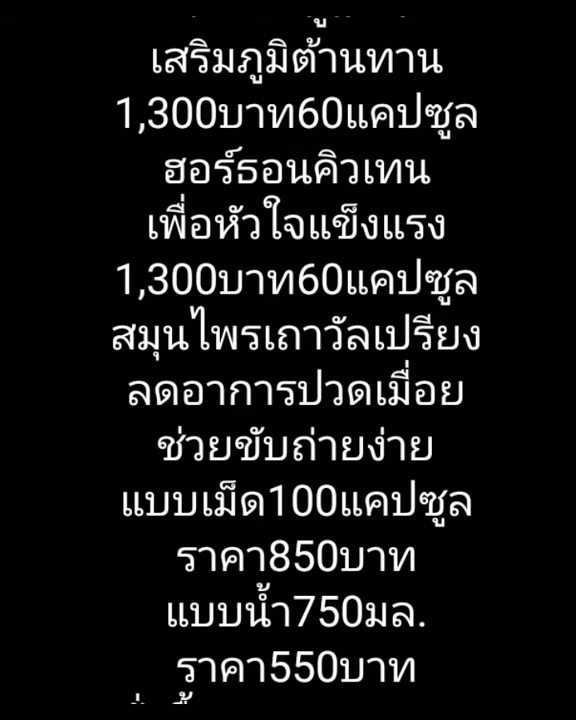 เสริมภูมิต้านทาน
1,300บาท60แคปซูล
ฮอร์ธอนคิวเทน
เพื่อหัวใจแข็งแรง
1,300บาท60แคปซูล
สมุนไพรเถาวัลเปรียง
ลดอาการปวดเมื่อย
ช่วยขับถ่ายง่าย
แบบเม็ด100แคปซูล
ราคา850บาท
แบบน้ำ750มล.
ราคา550บาท